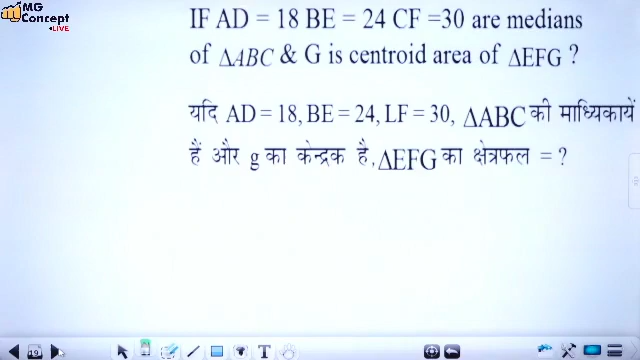 MG
Concept
LIVE
IF AD = 18 BE = 24 CF =30 are medians
of ΔABC & G is centroid area of ΔEFG ?
यदि AD = 18, BE = 24, LF = 30, ΔABC की माध्यिकायें
हैं और g का केन्द्रक है, ΔEFG का क्षेत्रफल = ?
19
T